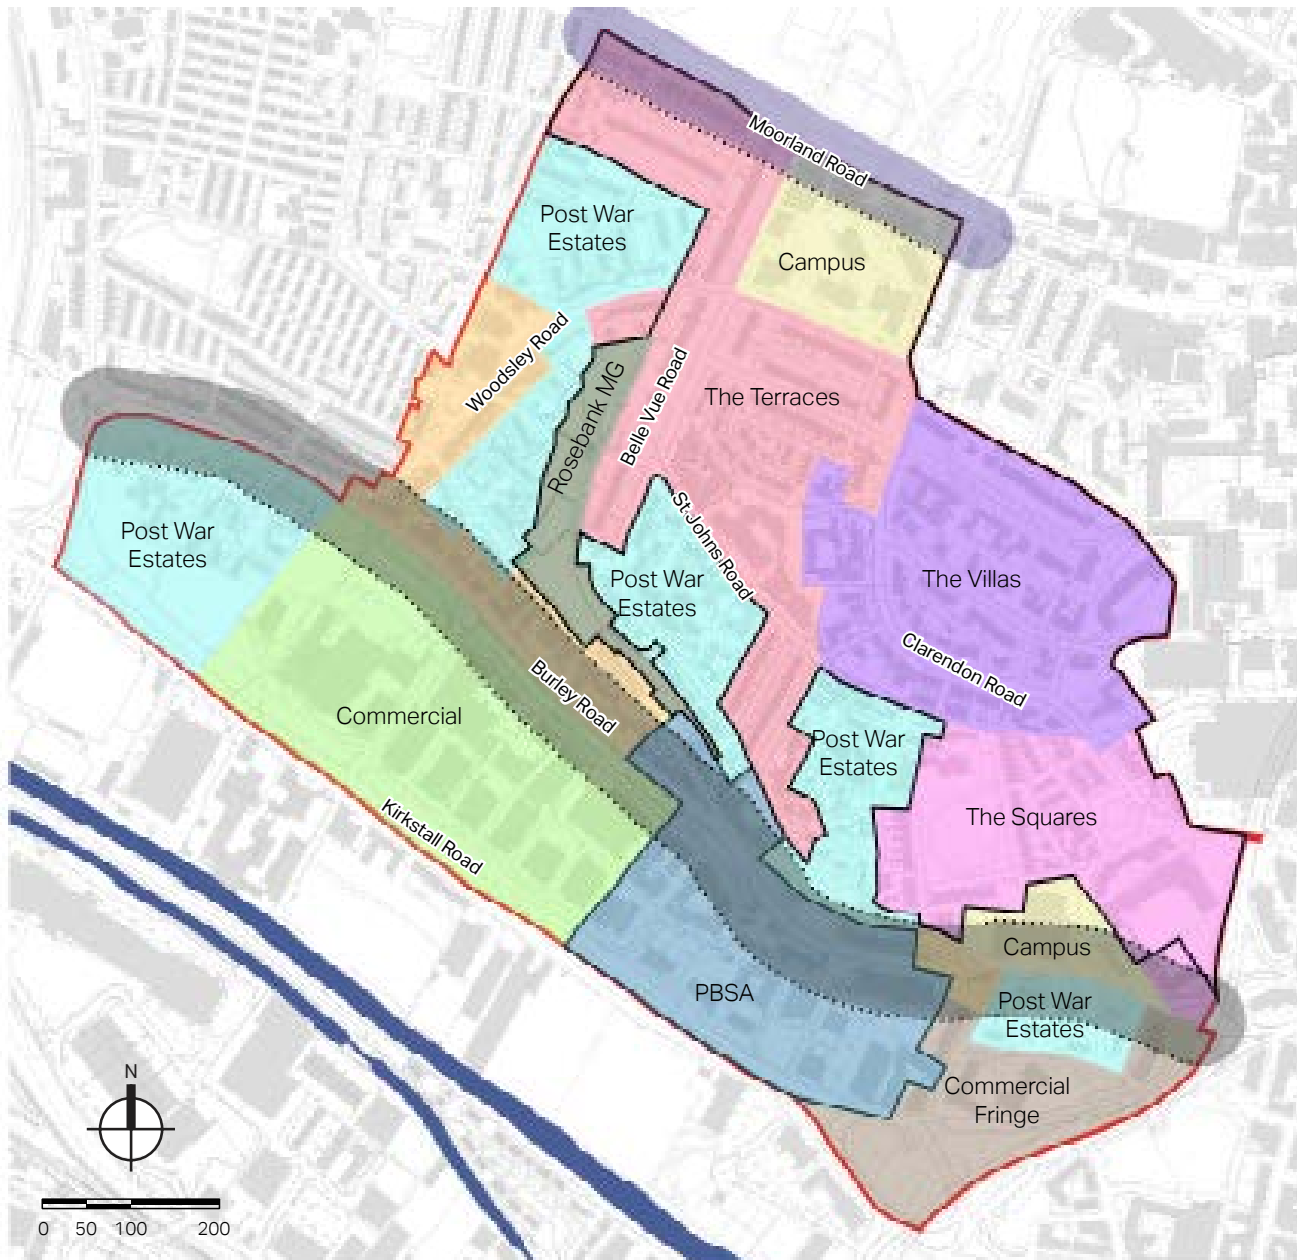 Moorland Road
Post War
Estates
Campus
Woodsley Road
Rosebank MG
Belle Vue Road
The Terraces
St Johns Road
Post War
Estates
Post War
Estates
The Villas
Clarendon Road
Burley Road
Commercial
Post War
Estates
Kirkstall Road
The Squares
Campus
PBSA
Post War
Estates
Commercial
Fringe
N
0 50 100 200